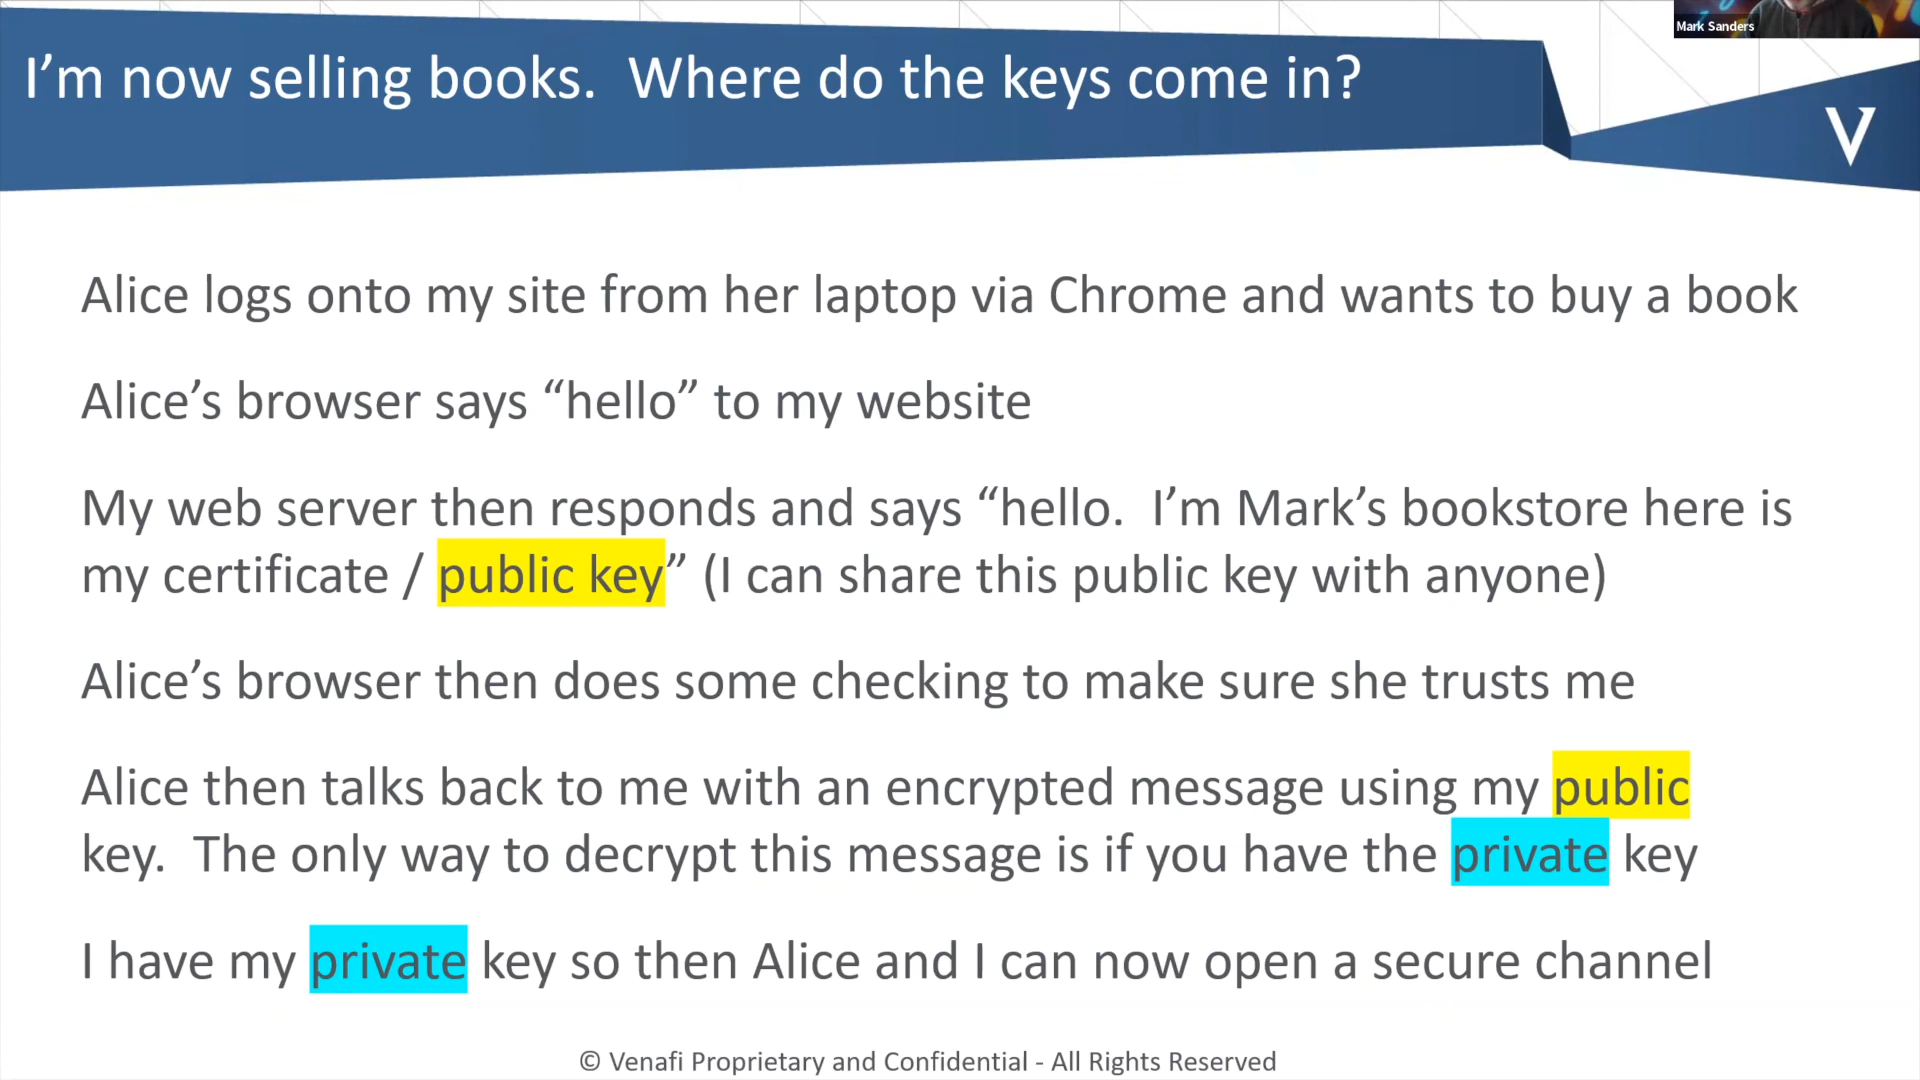 Mark Sanders
I’m now selling books.  Where do the keys come in?
Alice logs onto my site from her laptop via Chrome and wants to buy a book
Alice’s browser says “hello” to my website
My web server then responds and says “hello.  I’m Mark’s bookstore here is
my certificate / public key” (I can share this public key with anyone)
Alice’s browser then does some checking to make sure she trusts me
Alice then talks back to me with an encrypted message using my public
key.  The only way to decrypt this message is if you have the private key
I have my private key so then Alice and I can now open a secure channel
© Venafi Proprietary and Confidential - All Rights Reserved